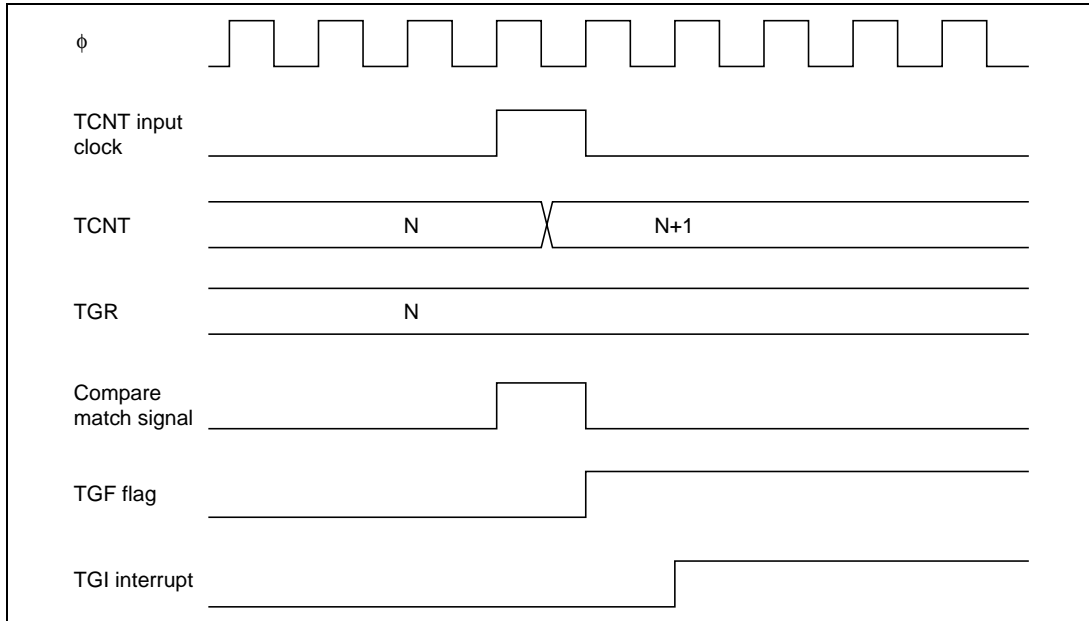 ϕ
TCNT input
clock
TCNT
N
N+1
TGR
N
Compare
match signal
TGF flag
TGI interrupt